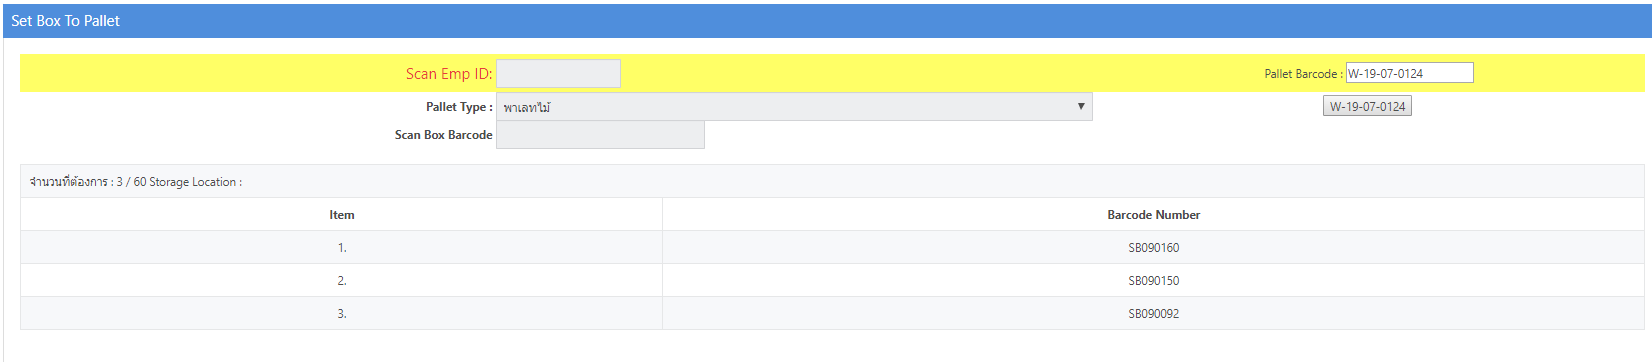 Set Box To Pallet
Scan Emp ID: Pallet Barcode : W-19-07-0124
Pallet Type : พาเลทไม้ W-19-07-0124
Scan Box Barcode
จำนวนที่ต้องการ : 3 / 60 Storage Location :
Item Barcode Number
1. SB090160
2. SB090150
3. SB090092